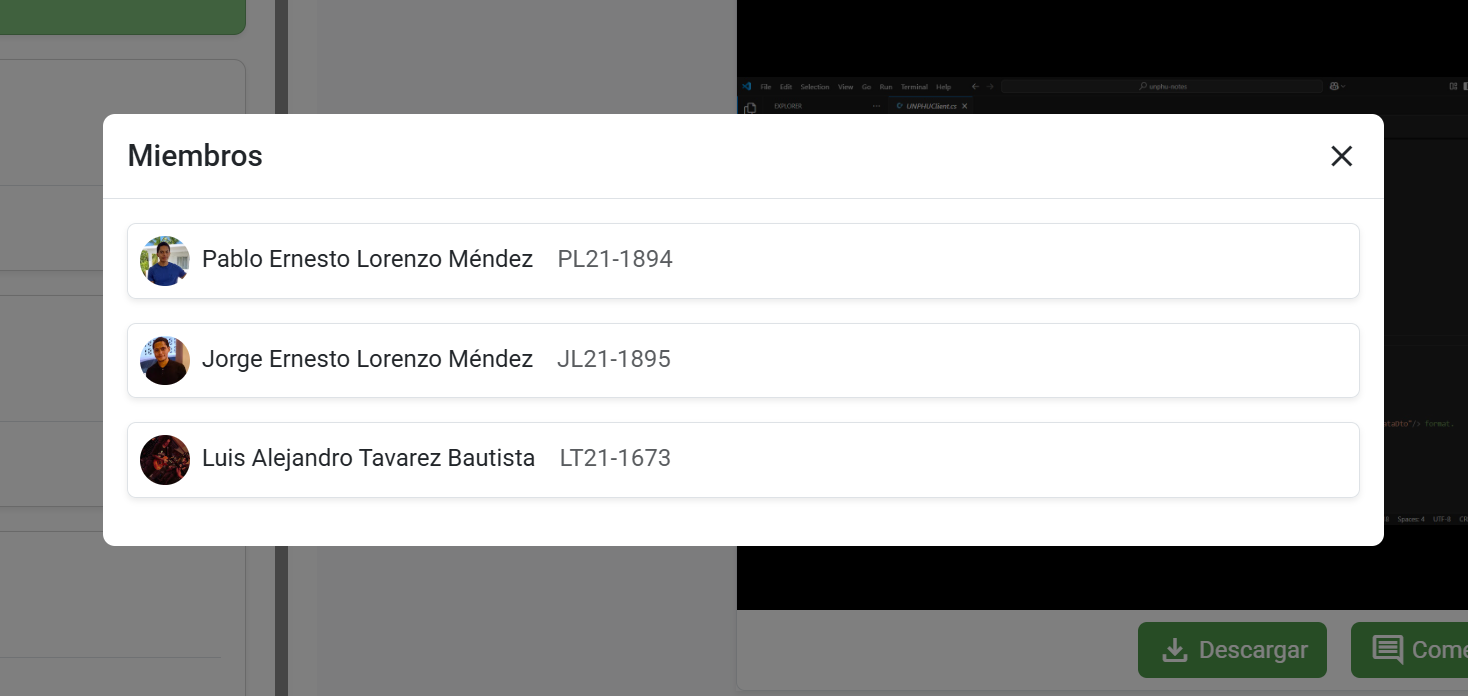 File Edit Selection View Go Run Terminal Help unphu-notes
EXPLORER ... UNPHUClient.cs
Miembros
Pablo Ernesto Lorenzo Méndez PL21-1894
Jorge Ernesto Lorenzo Méndez JL21-1895
format.
Luis Alejandro Tavarez Bautista LT21-1673
Spaces: 4 UTF-8
Descargar
Come